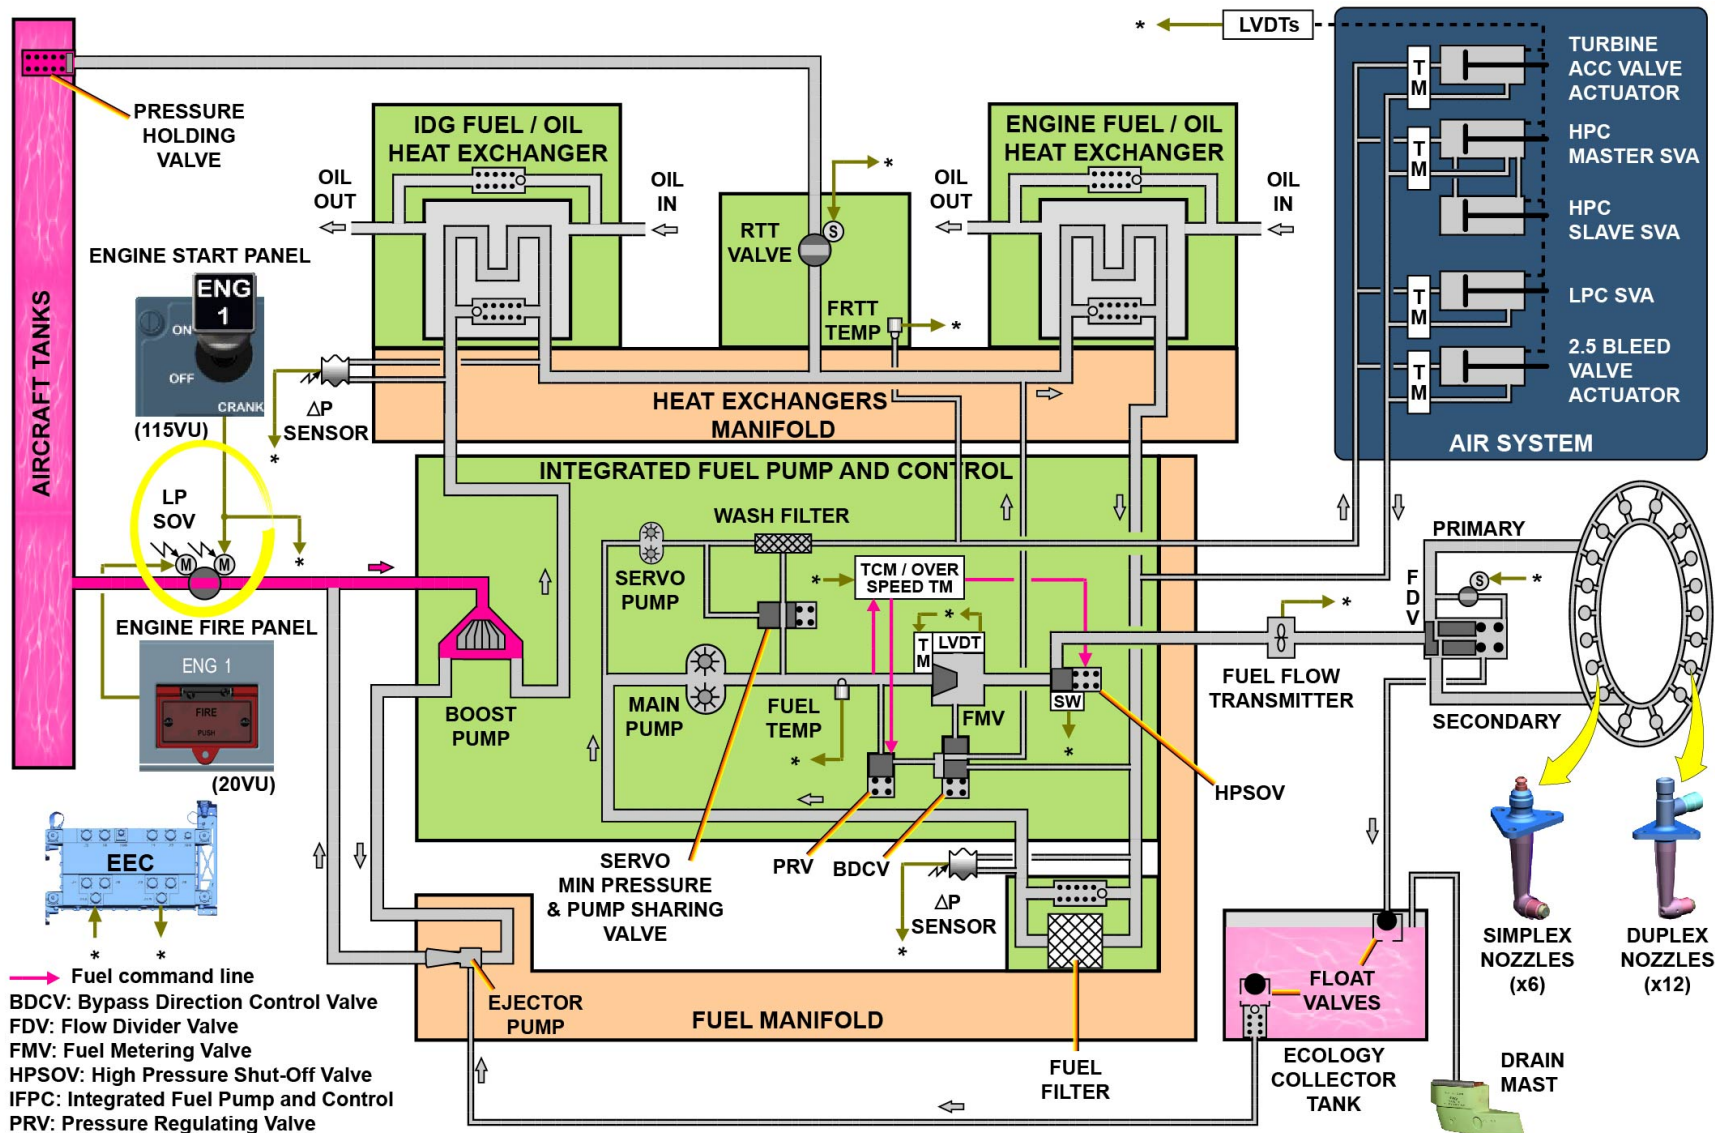 LVDTs
*
TURBINE
ACC VALVE
ACTUATOR
HPC
MASTER SVA
HPC
SLAVE SVA
LPC SVA
2.5 BLEED
VALVE
ACTUATOR
AIR SYSTEM
TM
TM
TM
TM
PRESSURE
HOLDING
VALVE
AIRCRAFT TANKS
IDG FUEL / OIL
HEAT EXCHANGER
OIL
OUT
OIL
IN
RTT
VALVE
S
*
FRTT
TEMP
*
ENGINE FUEL / OIL
HEAT EXCHANGER
OIL
OUT
OIL
IN
ENGINE START PANEL
ENG
1
ON
OFF
CRANK
(115VU)
ΔP
SENSOR
*
HEAT EXCHANGERS
MANIFOLD
LP
SOV
M
M
*
ENGINE FIRE PANEL
ENG 1
FIRE
PUSH
(20VU)
INTEGRATED FUEL PUMP AND CONTROL
WASH FILTER
SERVO
PUMP
*
TCM / OVER
SPEED TM
*
TM
LVDT
MAIN
PUMP
FUEL
TEMP
*
FMV
SW
*
BOOST
PUMP
HPSOV
PRV
BDCV
SERVO
MIN PRESSURE
& PUMP SHARING
VALVE
ΔP
SENSOR
*
*
FUEL FLOW
TRANSMITTER
PRIMARY
FDV
S
*
SECONDARY
SIMPLEX
NOZZLES
(x6)
DUPLEX
NOZZLES
(x12)
FLOAT
VALVES
ECOLOGY
COLLECTOR
TANK
DRAIN
MAST
EJECTOR
PUMP
FUEL MANIFOLD
FUEL
FILTER
EEC
*
*
Fuel command line
BDCV: Bypass Direction Control Valve
FDV: Flow Divider Valve
FMV: Fuel Metering Valve
HPSOV: High Pressure Shut-Off Valve
IFPC: Integrated Fuel Pump and Control
PRV: Pressure Regulating Valve